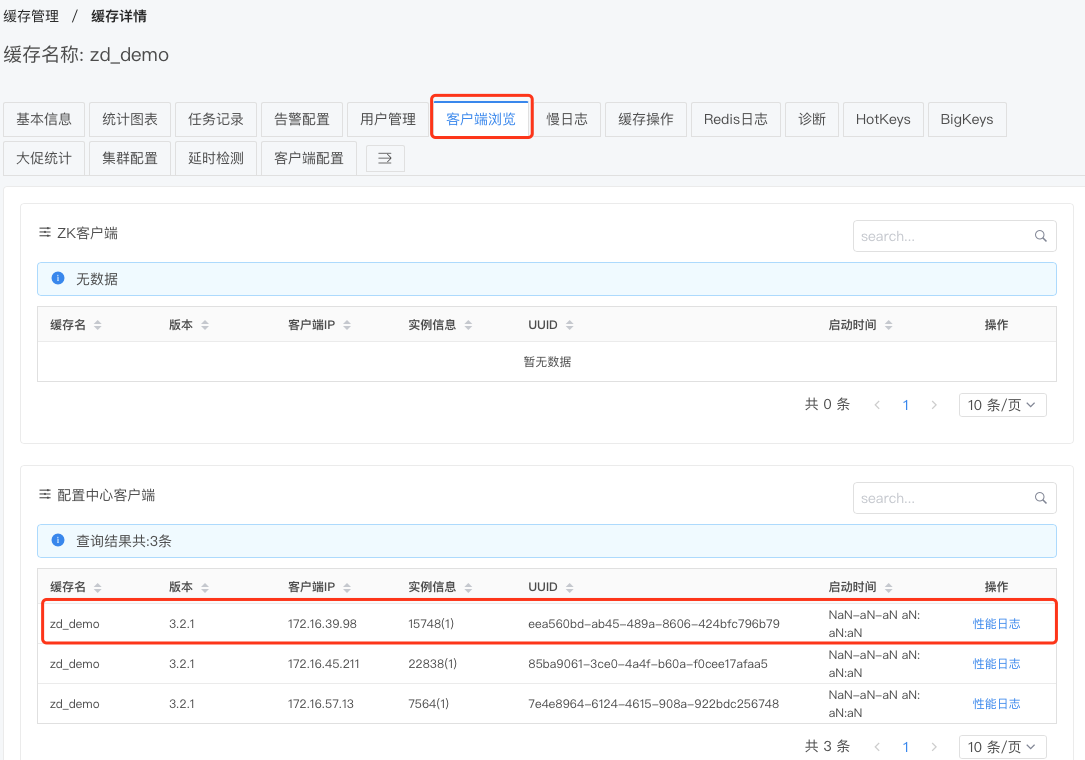 缓存管理 / 缓存详情
缓存名称: zd_demo
基本信息 统计图表 任务记录 告警配置 用户管理 客户端浏览 慢日志 缓存操作 Redis日志 诊断 HotKeys BigKeys
大促统计 集群配置 延时检测 客户端配置
ZK客户端
search...
无数据
缓存名 版本 客户端IP 实例信息 UUID 启动时间 操作
暂无数据
共 0 条 1 10 条/页
配置中心客户端
search...
查询结果共:3条
缓存名 版本 客户端IP 实例信息 UUID 启动时间 操作
zd_demo 3.2.1 172.16.39.98 15748(1) eea560bd-ab45-489a-8606-424bfc796b79 NaN-aN-aN aN:
aN:aN 性能日志
zd_demo 3.2.1 172.16.45.211 22838(1) 85ba9061-3ce0-4a4f-b60a-f0cee17afaa5 NaN-aN-aN aN:
aN:aN 性能日志
zd_demo 3.2.1 172.16.57.13 7564(1) 7e4e8964-6124-4615-908a-922bdc256748 NaN-aN-aN aN:
aN:aN 性能日志
共 3 条 1 10 条/页